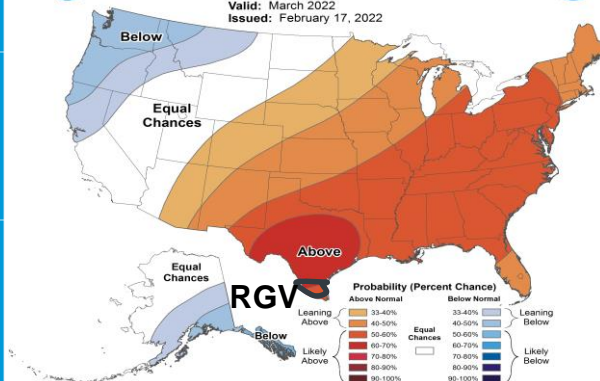 Valid: March 2022
Issued: February 17, 2022
Below
Equal
Chances
Above
Equal
Chances
RGV
Below
Probability (Percent Chance)
Above Normal
Below Normal
Leaning
Above
33-40%
40-50%
50-60%
Likely
Above
60-70%
70-80%
80-90%
90-100%
Equal
Chances
33-40%
40-50%
50-60%
Leaning
Below
60-70%
70-80%
80-90%
90-100%
Likely
Below